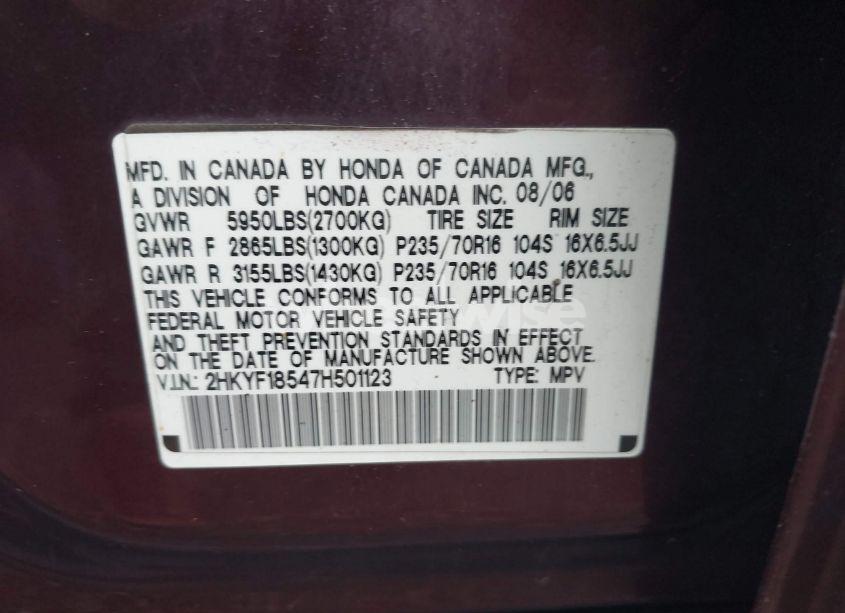 MFD. IN CANADA BY HONDA OF CANADA MFG.,
A DIVISION OF HONDA CANADA INC. 08/06
GVWR 5950LBS(2700KG) TIRE SIZE RIM SIZE
GAWR F 2865LBS(1300KG) P235/70R16 104S 16X6.5JJ
GAWR R 3155LBS(1430KG) P235/70R16 104S 16X6.5JJ
THIS VEHICLE CONFORMS TO ALL APPLICABLE
FEDERAL MOTOR VEHICLE SAFETY
AND THEFT PREVENTION STANDARDS IN EFFECT
ON THE DATE OF MANUFACTURE SHOWN ABOVE.
V.I.N.: 2HKYF18547H501123 TYPE: MPV